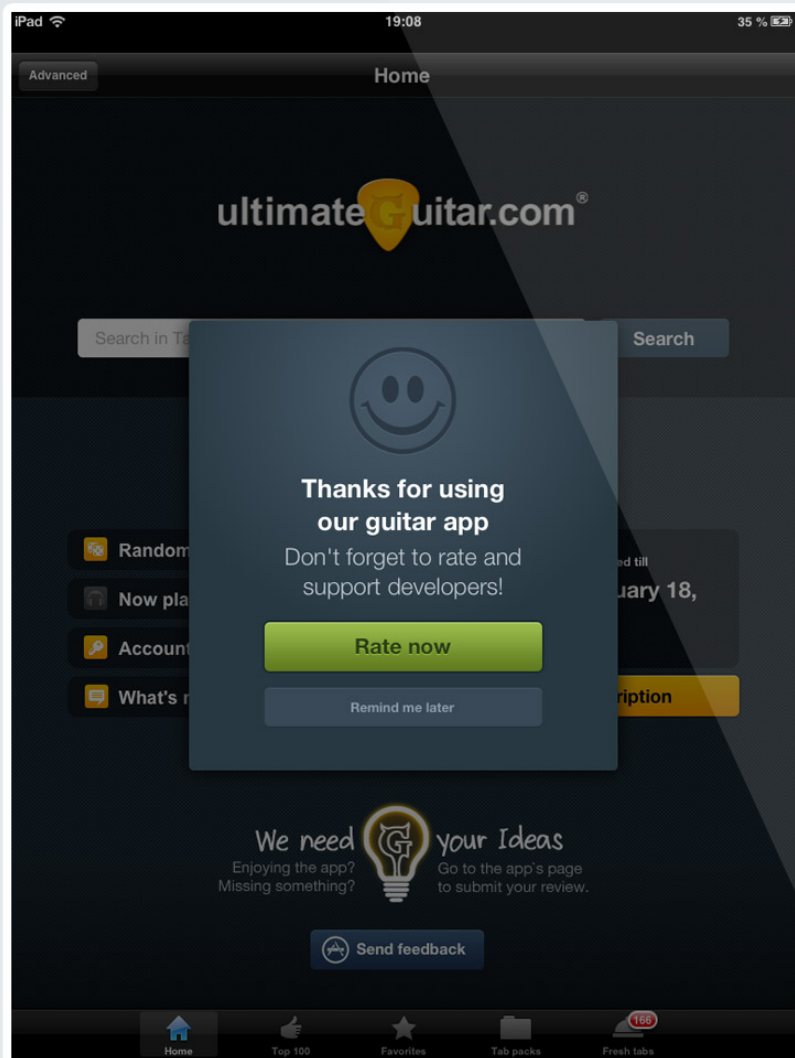 iPad 19:08 35 %
Advanced Home
ultimateGuitar.com®
Search in Ta Search
Thanks for using
our guitar app
Don't forget to rate and
support developers!
Rate now
Remind me later
Random
Now pla
Account
What's n
ed till
uary 18,
ription
We need G your Ideas
Enjoying the app? Go to the app`s page
Missing something? to submit your review.
Send feedback
166
Home Top 100 Favorites Tab packs Fresh tabs